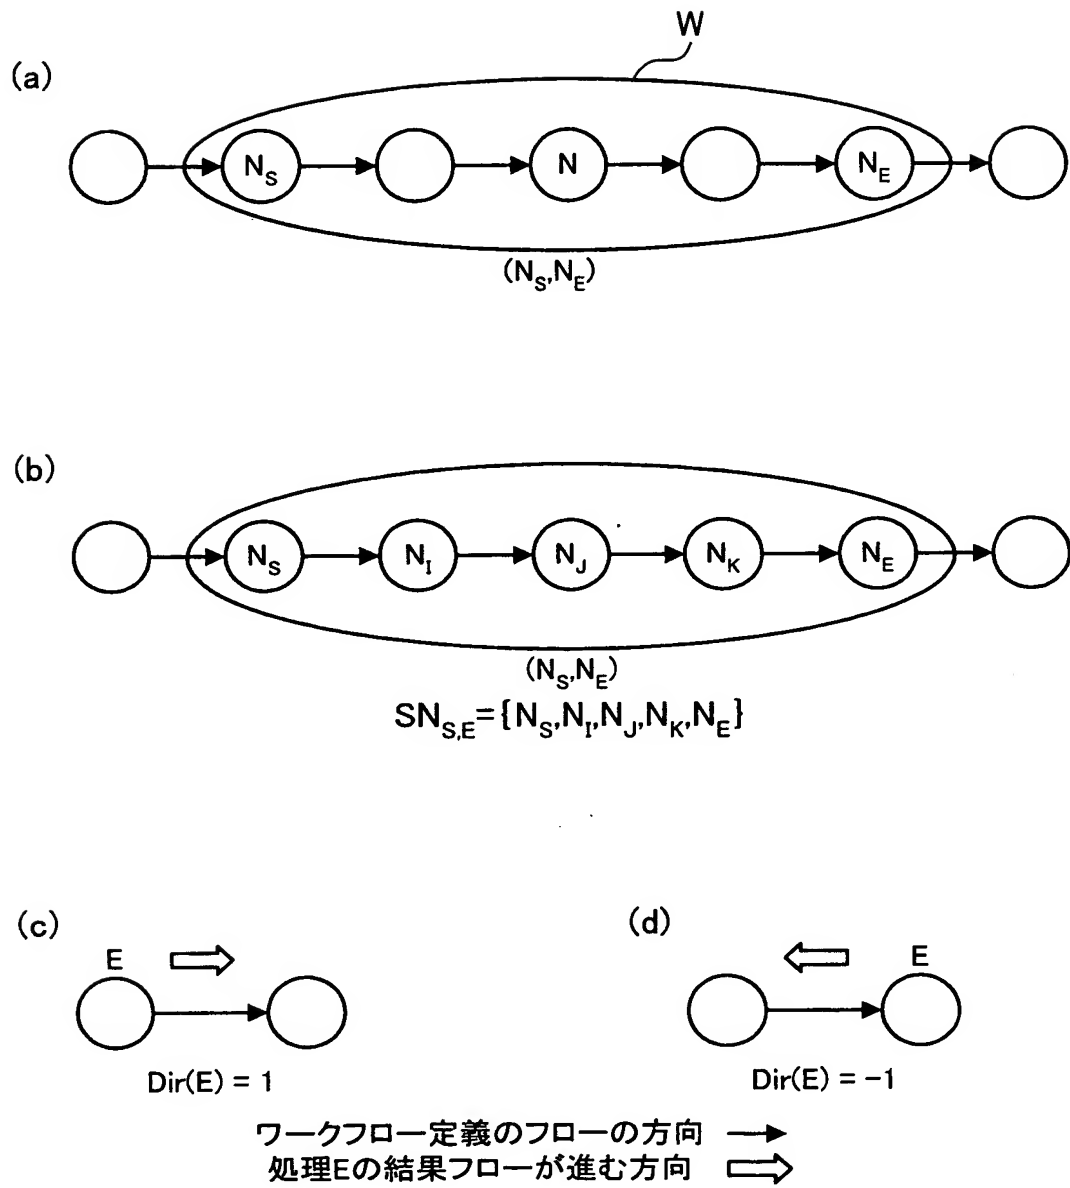 W
(a)
N_S N N_E
(N_S,N_E)
(b)
N_S N_I N_J N_K N_E
(N_S,N_E)
SN_S,E={N_S,N_I,N_J,N_K,N_E}
(c)
(d)
E
E
Dir(E) = 1
Dir(E) = -1
ワークフロー定義のフローの方向
処理Eの結果フローが進む方向